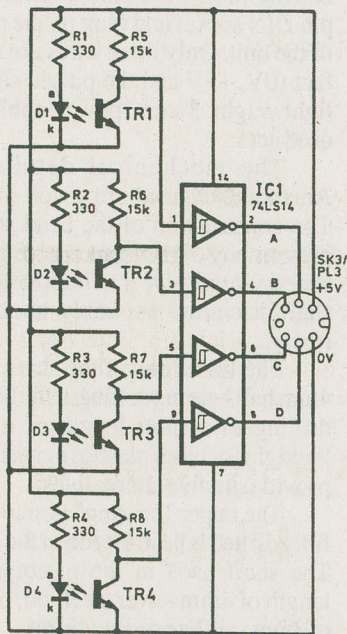 R1
330
R5
15k
a
D1
k
TR1
14
IC1
74LS14
R2
330
R6
15k
1
2
A
D2
TR2
3
4
B
SK3/
PL3
+5V
R3
330
R7
15k
5
6
C
0V
D3
TR3
9
8
D
7
R4
330
R8
15k
a
D4
k
TR4